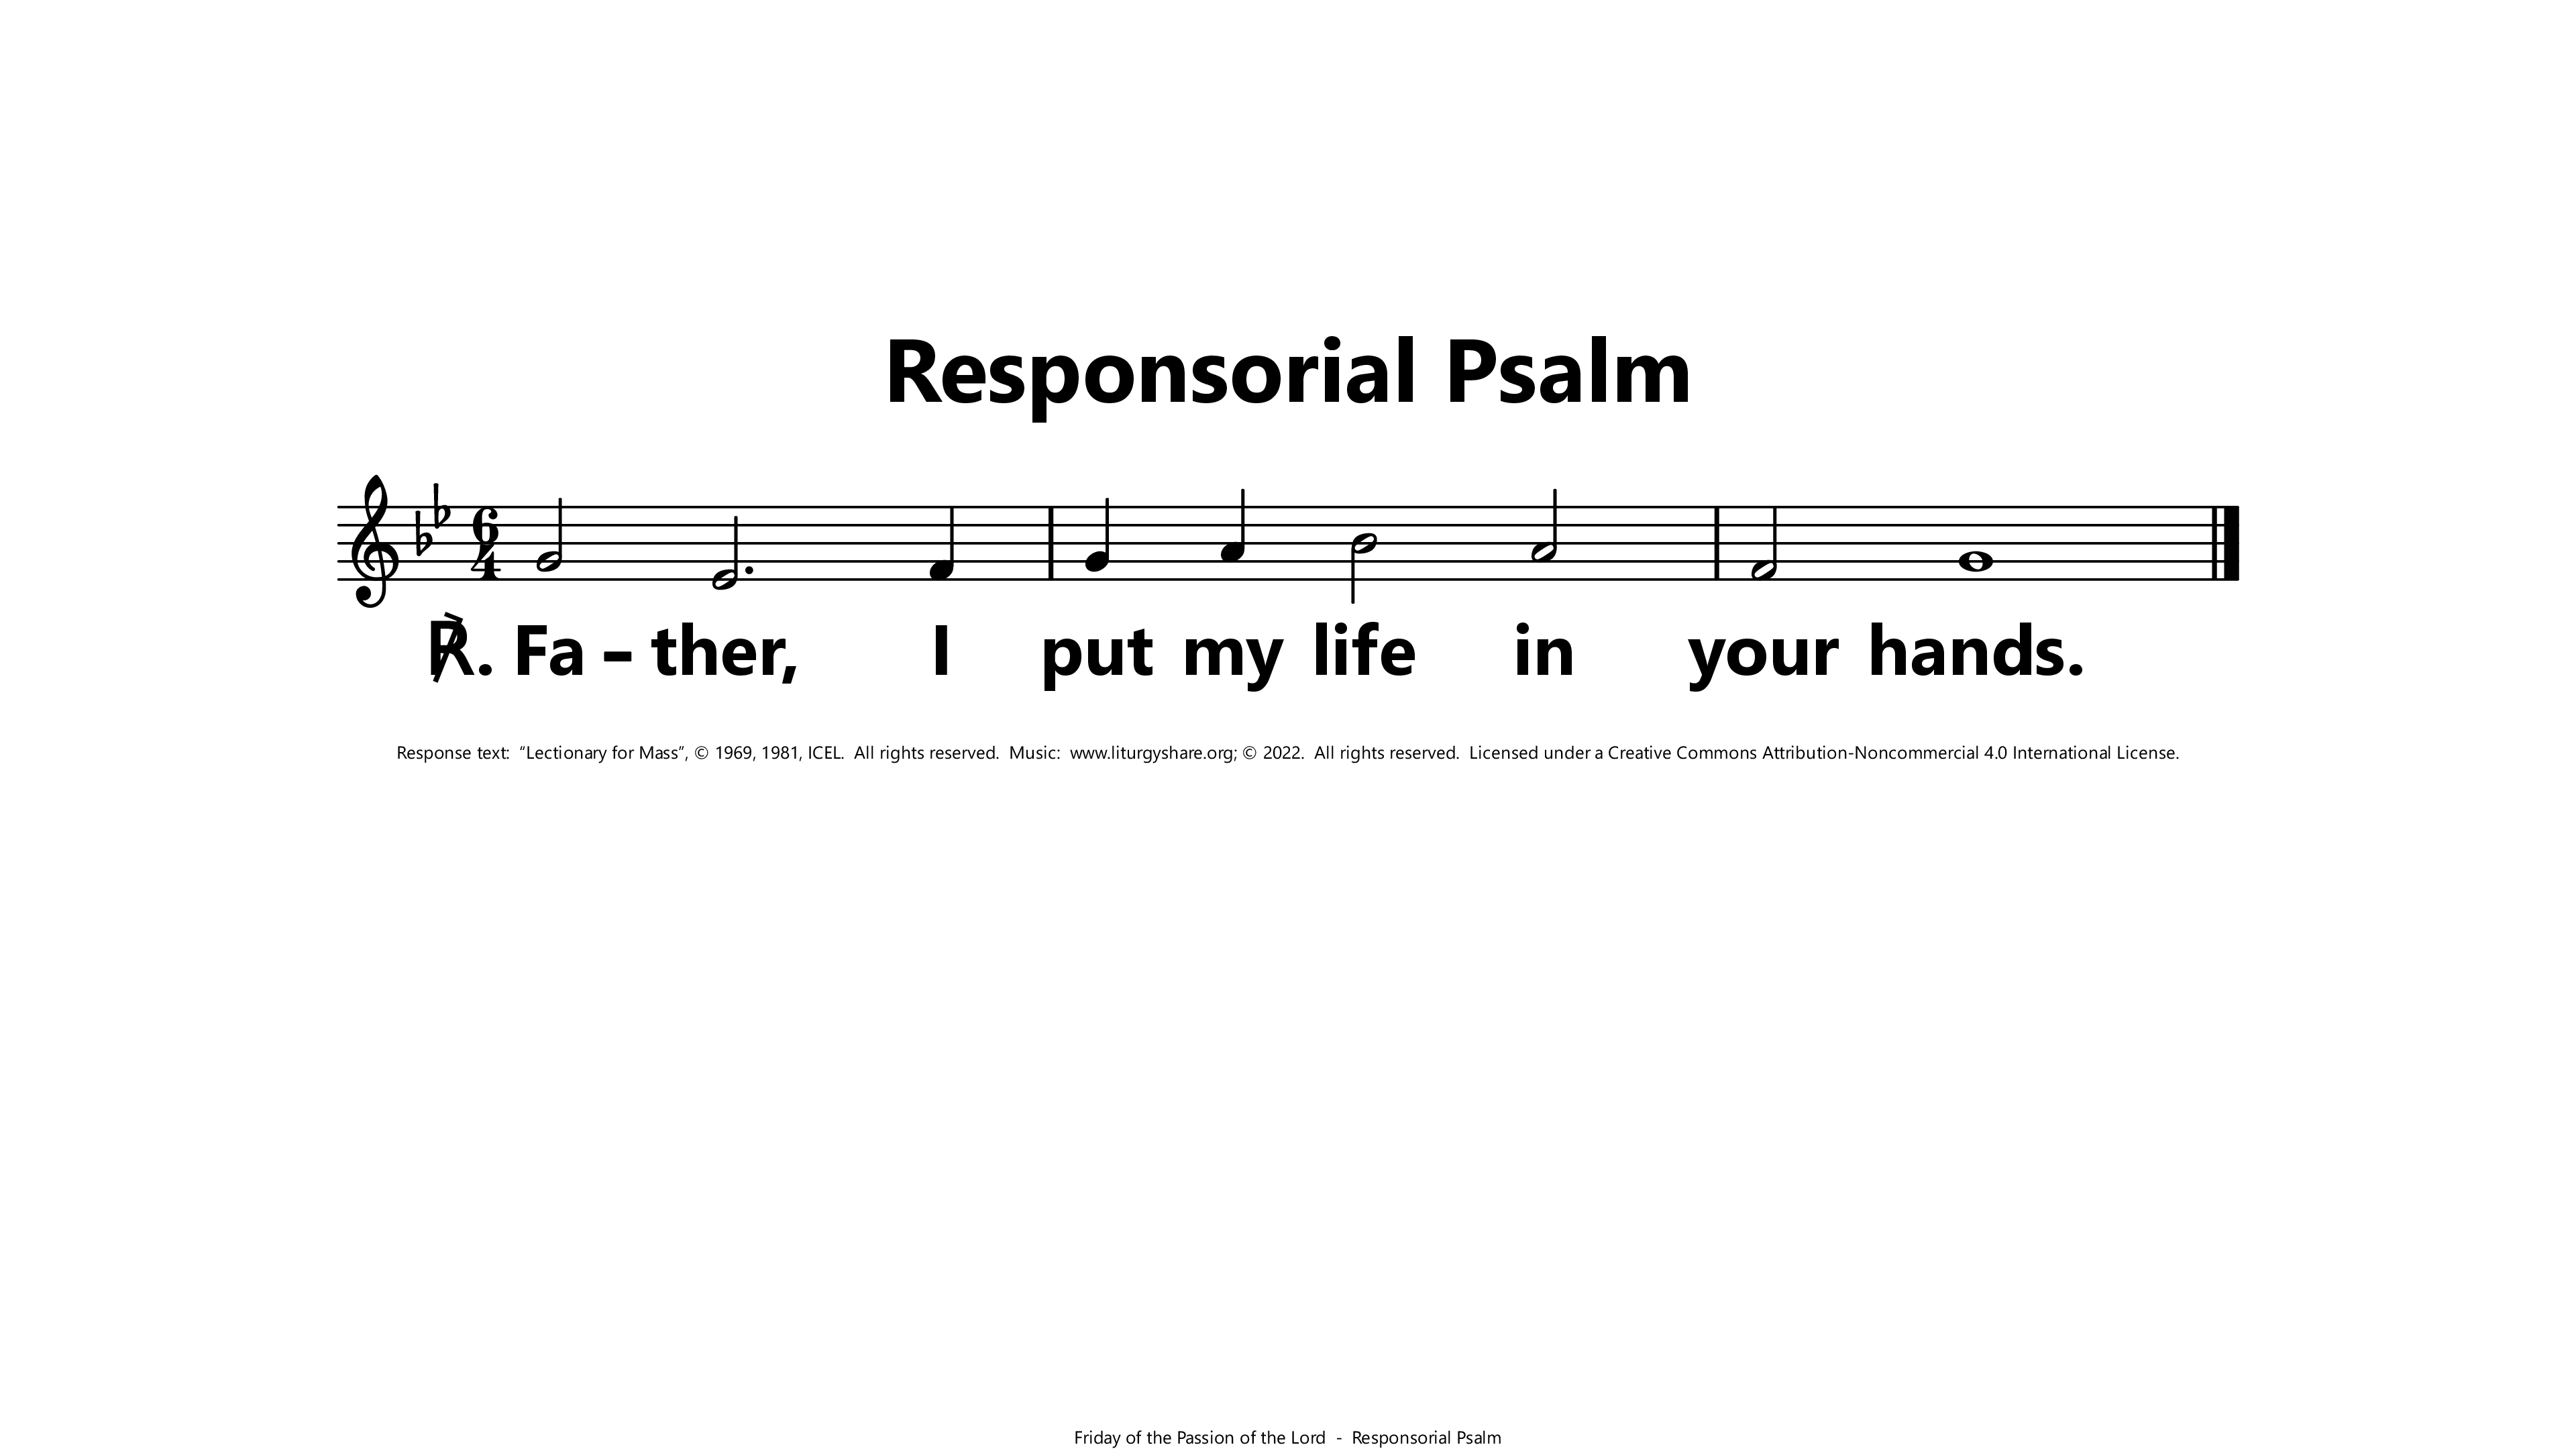 Responsorial Psalm
6
4
℟. Fa - ther, I put my life in your hands.
Response text: “Lectionary for Mass”, © 1969, 1981, ICEL. All rights reserved. Music: www.liturgyshare.org; © 2022. All rights reserved. Licensed under a Creative Commons Attribution-Noncommercial 4.0 International License.
Friday of the Passion of the Lord - Responsorial Psalm